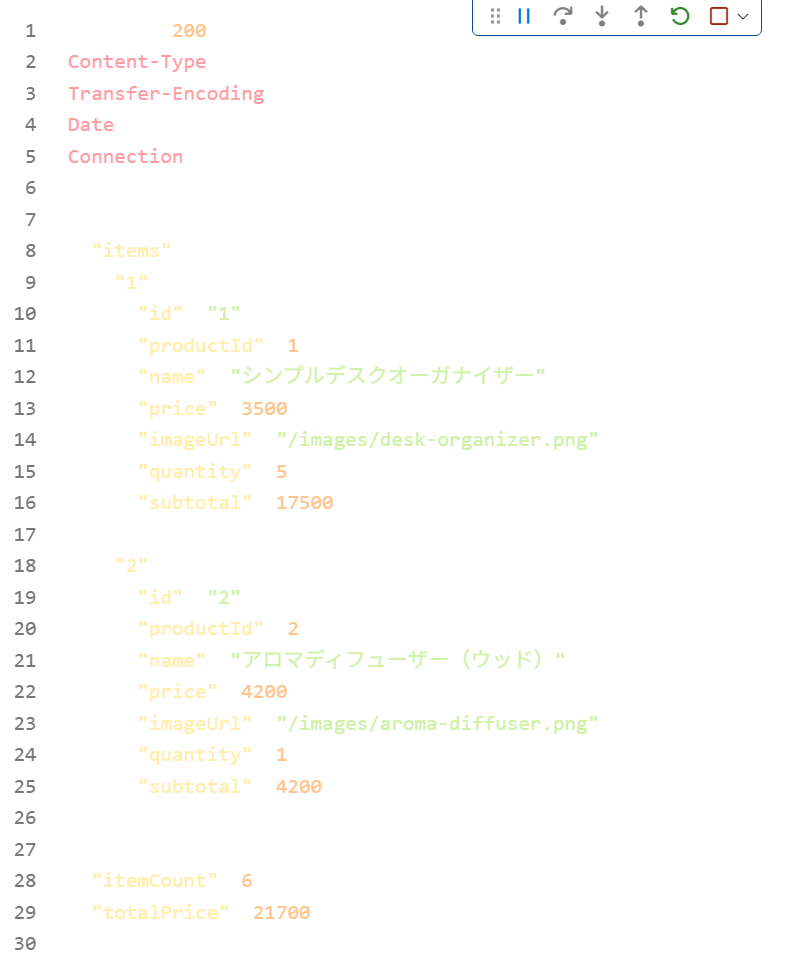 1 200
2 Content-Type
3 Transfer-Encoding
4 Date
5 Connection
6
7
8 "items"
9 "1"
10 "id" "1"
11 "productId" 1
12 "name" "シンプルデスクオーガナイザー"
13 "price" 3500
14 "imageUrl" "/images/desk-organizer.png"
15 "quantity" 5
16 "subtotal" 17500
17
18 "2"
19 "id" "2"
20 "productId" 2
21 "name" "アロマディフューザー（ウッド）"
22 "price" 4200
23 "imageUrl" "/images/aroma-diffuser.png"
24 "quantity" 1
25 "subtotal" 4200
26
27
28 "itemCount" 6
29 "totalPrice" 21700
30